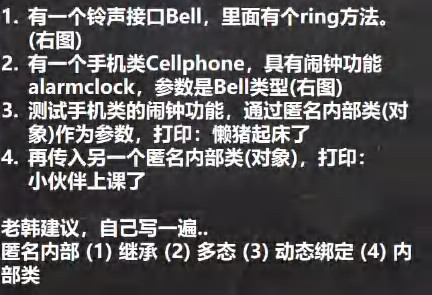 1. 有一个铃声接口Bell，里面有个ring方法。
(右图)
2. 有一个手机类Cellphone，具有闹钟功能
alarmclock，参数是Bell类型(右图)
3. 测试手机类的闹钟功能，通过匿名内部类(对
象)作为参数，打印：懒猪起床了
4. 再传入另一个匿名内部类(对象)，打印：
小伙伴上课了
老韩建议，自己写一遍..
匿名内部 (1) 继承 (2) 多态 (3) 动态绑定 (4) 内
部类